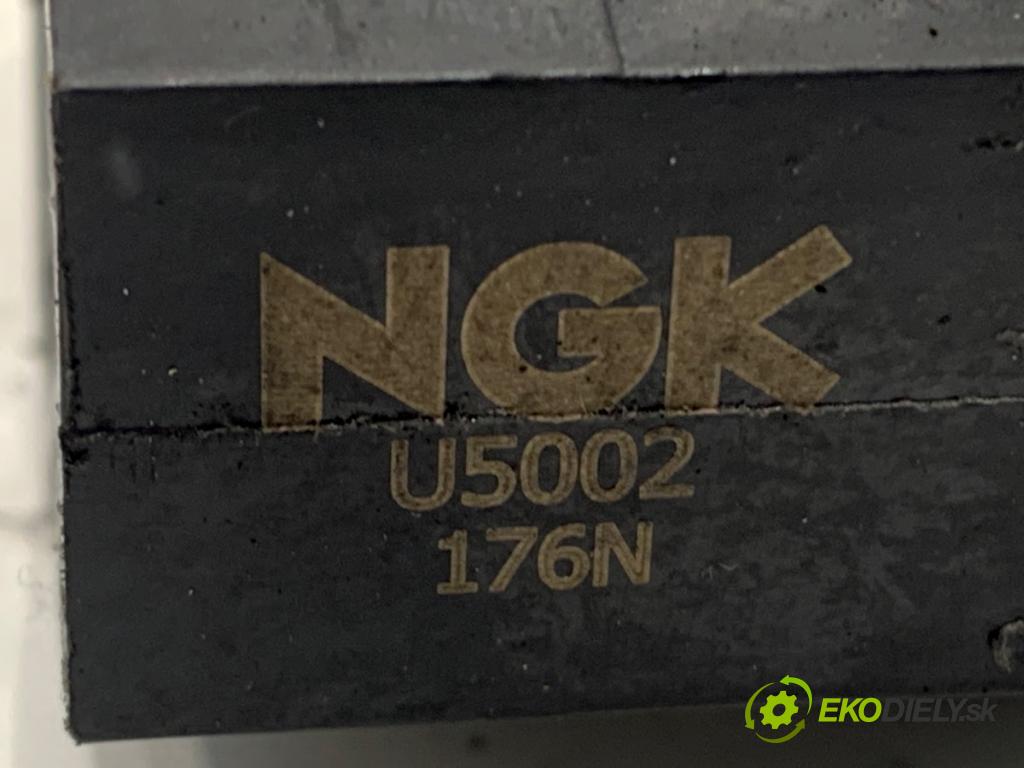 NGK
U5002
176N
EKODIELY.sk